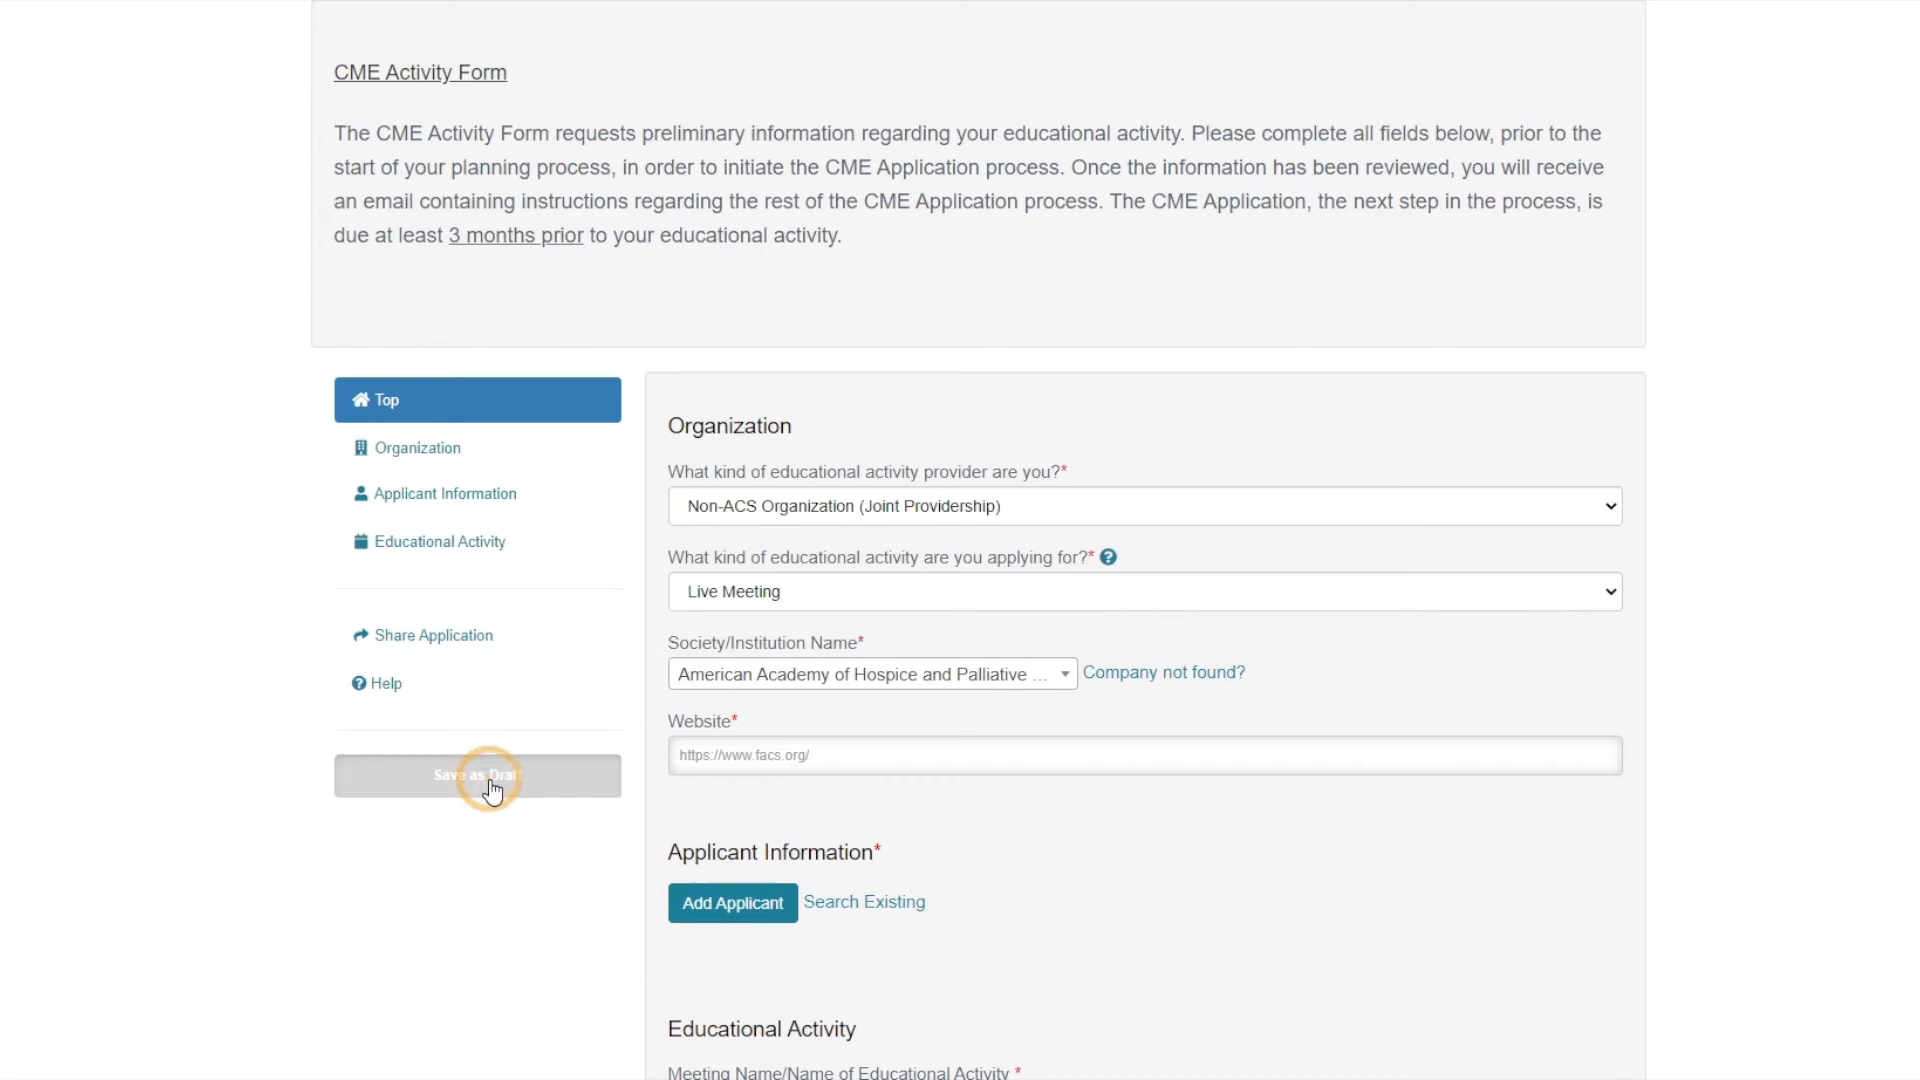 CME Activity Form
The CME Activity Form requests preliminary information regarding your educational activity. Please complete all fields below, prior to the
start of your planning process, in order to initiate the CME Application process. Once the information has been reviewed, you will receive
an email containing instructions regarding the rest of the CME Application process. The CME Application, the next step in the process, is
due at least 3 months prior to your educational activity.
Top
Organization
Applicant Information
Educational Activity
Share Application
Help
Save as Draft
Organization
What kind of educational activity provider are you?*
Non-ACS Organization (Joint Providership)
What kind of educational activity are you applying for?*
Live Meeting
Society/Institution Name*
American Academy of Hospice and Palliative ... Company not found?
Website*
https://www.facs.org/
Applicant Information*
Add Applicant Search Existing
Educational Activity
Meeting Name/Name of Educational Activity *